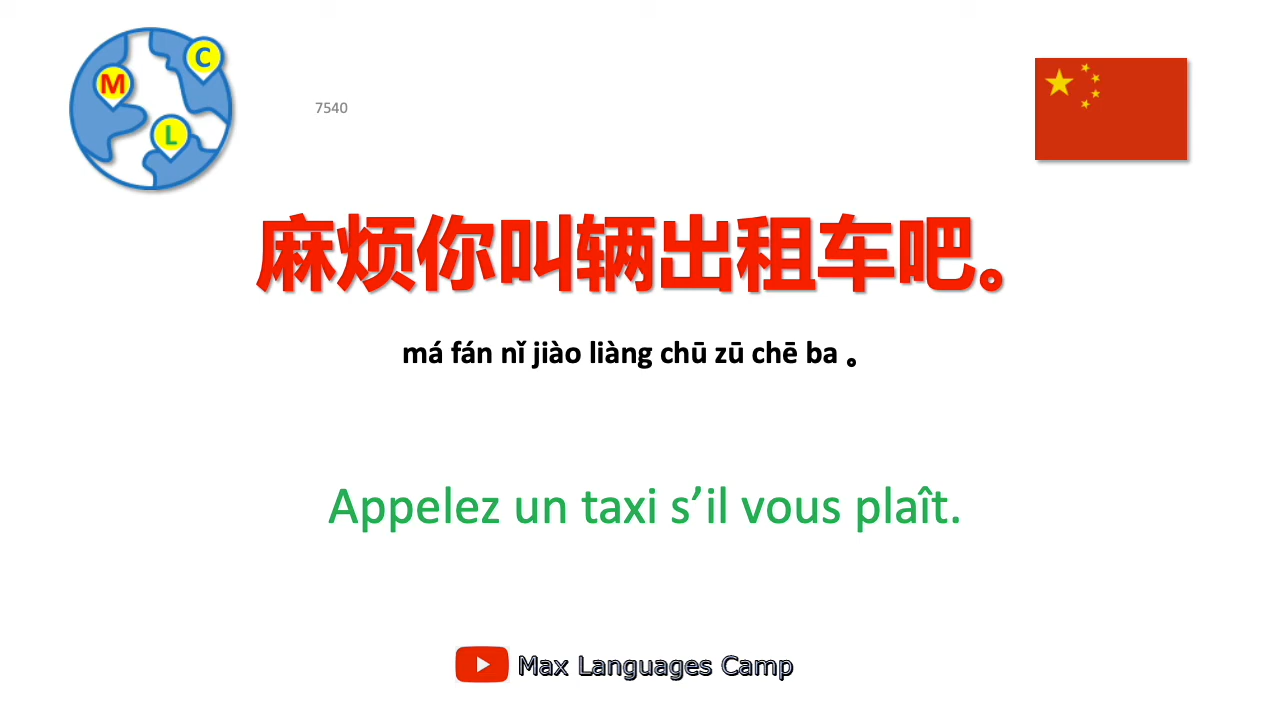 M
C
L
7540
麻烦你叫辆出租车吧。
má fán nǐ jiào liàng chū zū chē ba 。
Appelez un taxi s’il vous plaît.
Max Languages Camp